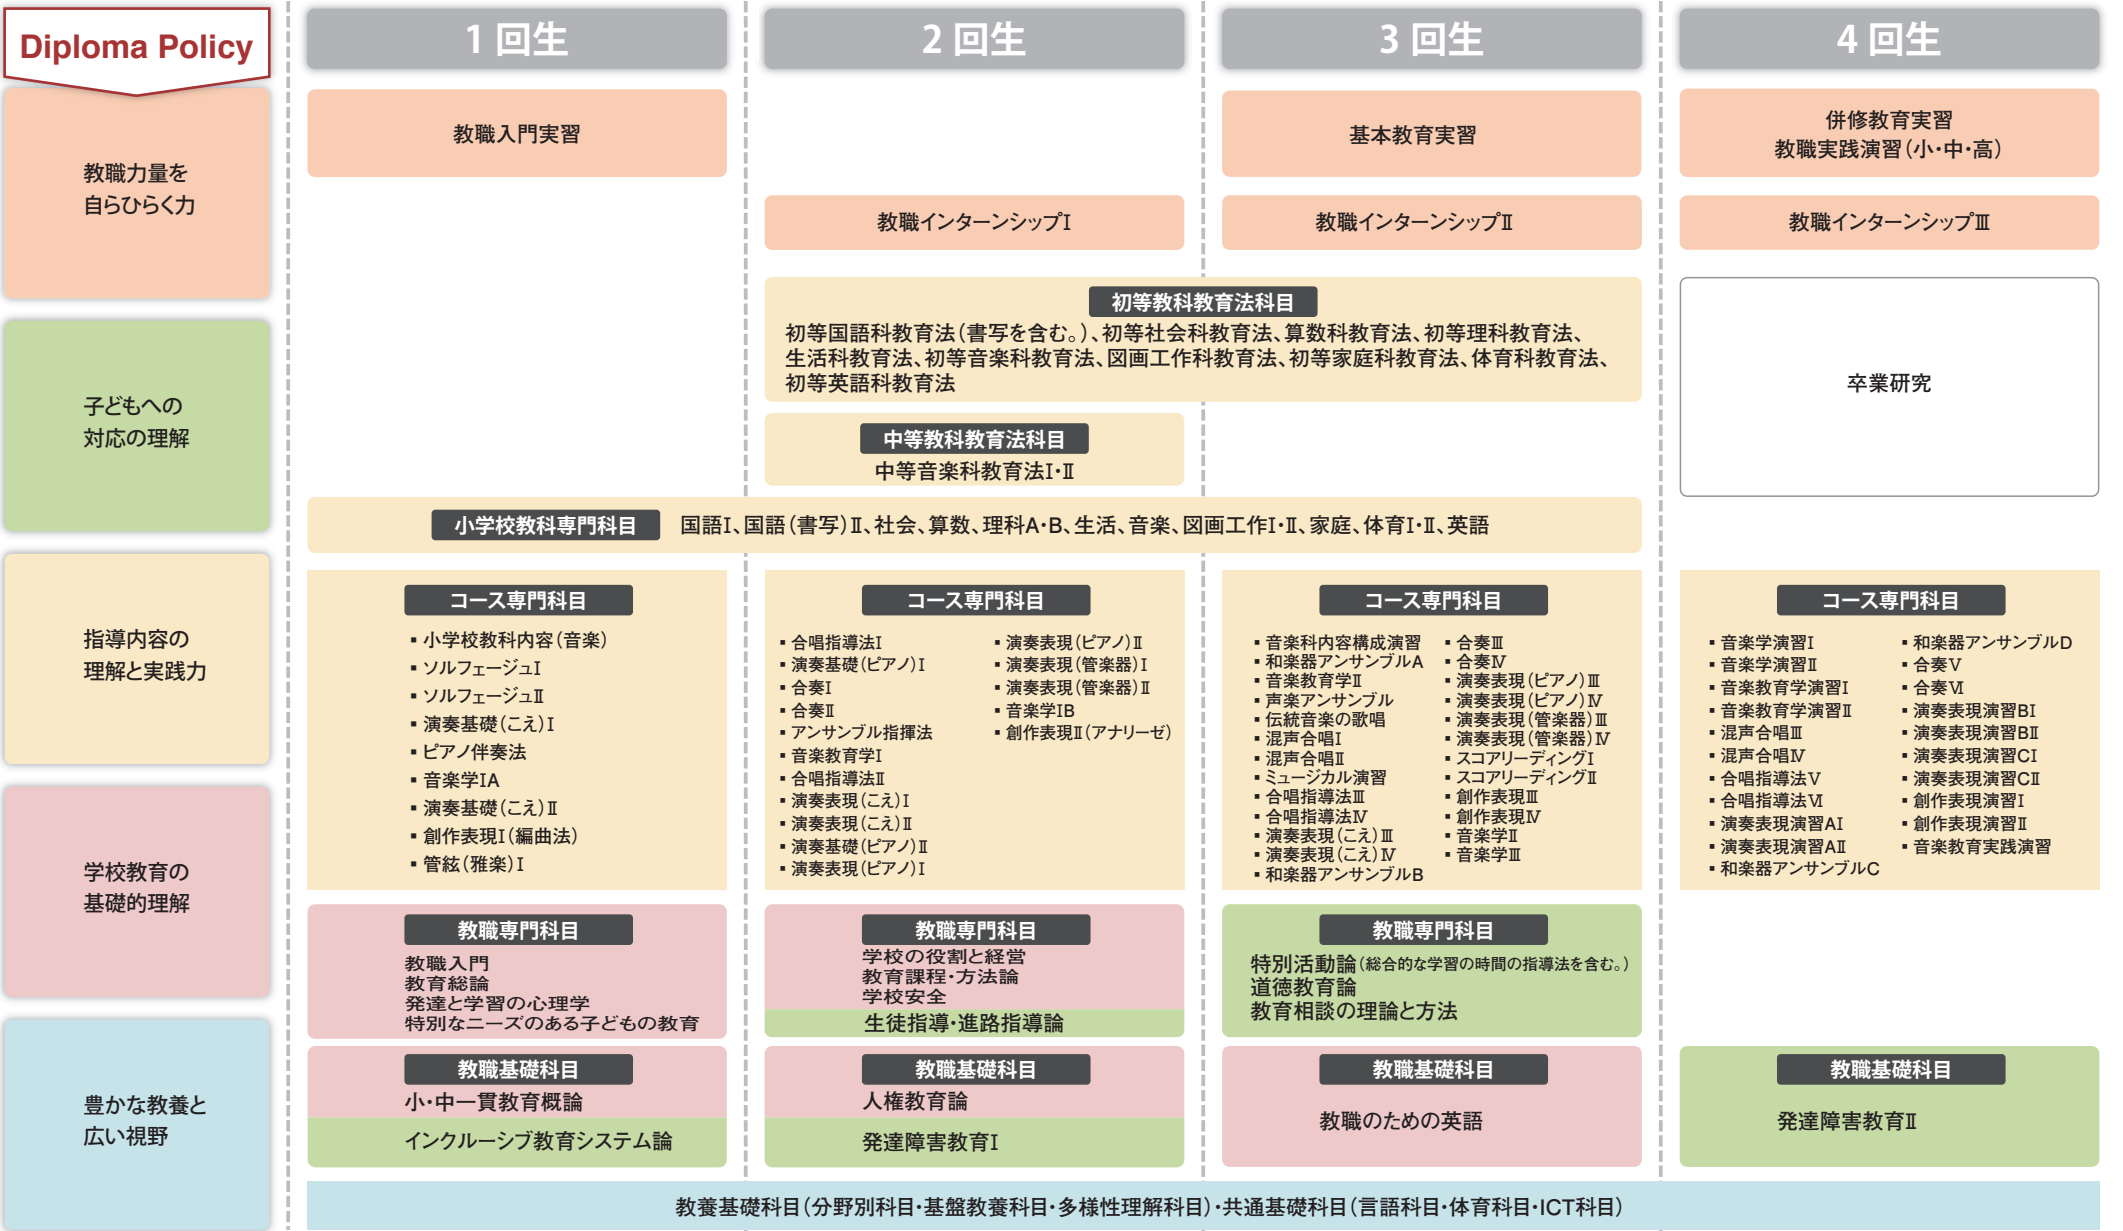 Diploma Policy
1 回生
2 回生
3 回生
4 回生
教職力量を
自らひらく力
子どもへの
対応の理解
指導内容の
理解と実践力
学校教育の
基礎的理解
豊かな教養と
広い視野
教職入門実習
基本教育実習
併修教育実習
教職実践演習(小・中・高)
教職インターンシップⅠ
教職インターンシップⅡ
教職インターンシップⅢ
初等教科教育法科目
初等国語科教育法(書写を含む。)、初等社会科教育法、算数科教育法、初等理科教育法、
生活科教育法、初等音楽科教育法、図画工作科教育法、初等家庭科教育法、体育科教育法、
初等英語科教育法
卒業研究
中等教科教育法科目
中等音楽科教育法Ⅰ・Ⅱ
小学校教科専門科目 国語Ⅰ、国語(書写)Ⅱ、社会、算数、理科A・B、生活、音楽、図画工作Ⅰ・Ⅱ、家庭、体育Ⅰ・Ⅱ、英語
コース専門科目
▪ 小学校教科内容(音楽)
▪ ソルフェージュⅠ
▪ ソルフェージュⅡ
▪ 演奏基礎(こえ)Ⅰ
▪ ピアノ伴奏法
▪ 音楽学ⅠA
▪ 演奏基礎(こえ)Ⅱ
▪ 創作表現Ⅰ(編曲法)
▪ 管絃(雅楽)Ⅰ
コース専門科目
▪ 合唱指導法Ⅰ
▪ 演奏基礎(ピアノ)Ⅰ
▪ 合奏Ⅰ
▪ 合奏Ⅱ
▪ アンサンブル指揮法
▪ 音楽教育学Ⅰ
▪ 合唱指導法Ⅱ
▪ 演奏表現(こえ)Ⅰ
▪ 演奏表現(こえ)Ⅱ
▪ 演奏基礎(ピアノ)Ⅱ
▪ 演奏表現(ピアノ)Ⅰ
▪ 演奏表現(ピアノ)Ⅱ
▪ 演奏表現(管楽器)Ⅰ
▪ 演奏表現(管楽器)Ⅱ
▪ 音楽学ⅠB
▪ 創作表現Ⅱ(アナリーゼ)
コース専門科目
▪ 音楽科内容構成演習
▪ 和楽器アンサンブルA
▪ 音楽教育学Ⅱ
▪ 声楽アンサンブル
▪ 伝統音楽の歌唱
▪ 混声合唱Ⅰ
▪ 混声合唱Ⅱ
▪ ミュージカル演習
▪ 合唱指導法Ⅲ
▪ 合唱指導法Ⅳ
▪ 演奏表現(こえ)Ⅲ
▪ 演奏表現(こえ)Ⅳ
▪ 和楽器アンサンブルB
▪ 合奏Ⅲ
▪ 合奏Ⅳ
▪ 演奏表現(ピアノ)Ⅲ
▪ 演奏表現(ピアノ)Ⅳ
▪ 演奏表現(管楽器)Ⅲ
▪ 演奏表現(管楽器)Ⅳ
▪ スコアリーディングⅠ
▪ スコアリーディングⅡ
▪ 創作表現Ⅲ
▪ 創作表現Ⅳ
▪ 音楽学Ⅱ
▪ 音楽学Ⅲ
コース専門科目
▪ 音楽学演習Ⅰ
▪ 音楽学演習Ⅱ
▪ 音楽教育学演習Ⅰ
▪ 音楽教育学演習Ⅱ
▪ 混声合唱Ⅲ
▪ 混声合唱Ⅳ
▪ 合唱指導法Ⅴ
▪ 合唱指導法Ⅵ
▪ 演奏表現演習AⅠ
▪ 演奏表現演習AⅡ
▪ 和楽器アンサンブルC
▪ 和楽器アンサンブルD
▪ 合奏Ⅴ
▪ 合奏Ⅵ
▪ 演奏表現演習BⅠ
▪ 演奏表現演習BⅡ
▪ 演奏表現演習CⅠ
▪ 演奏表現演習CⅡ
▪ 創作表現演習Ⅰ
▪ 創作表現演習Ⅱ
▪ 音楽教育実践演習
教職専門科目
教職入門
教育総論
発達と学習の心理学
特別なニーズのある子どもの教育
教職専門科目
学校の役割と経営
教育課程・方法論
学校安全
生徒指導・進路指導論
教職専門科目
特別活動論(総合的な学習の時間の指導法を含む。)
道徳教育論
教育相談の理論と方法
教職基礎科目
小・中一貫教育概論
インクルーシブ教育システム論
教職基礎科目
人権教育論
発達障害教育Ⅰ
教職基礎科目
教職のための英語
教職基礎科目
発達障害教育Ⅱ
教養基礎科目(分野別科目・基盤教養科目・多様性理解科目)・共通基礎科目(言語科目・体育科目・ICT科目)